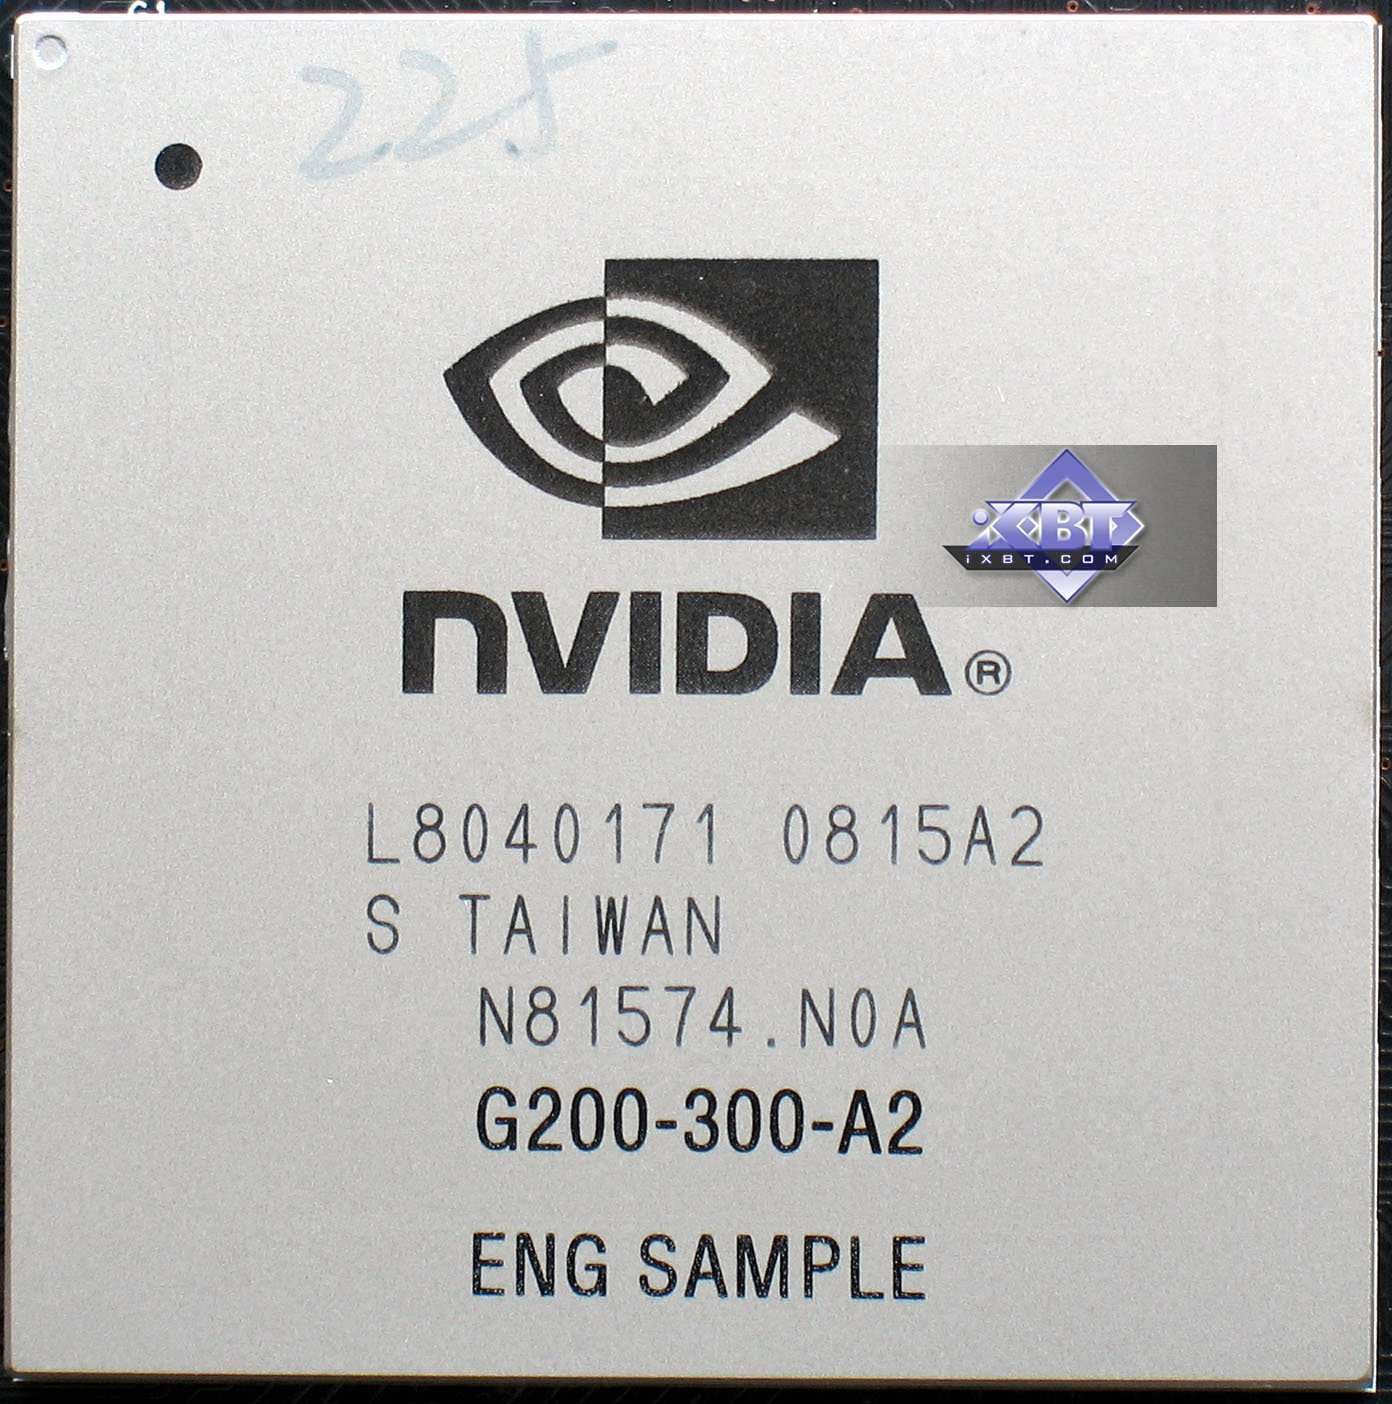 225
iXBT
iXBT.COM
nVIDIA®
L8040171 0815A2
S TAIWAN
N81574.N0A
G200-300-A2
ENG SAMPLE